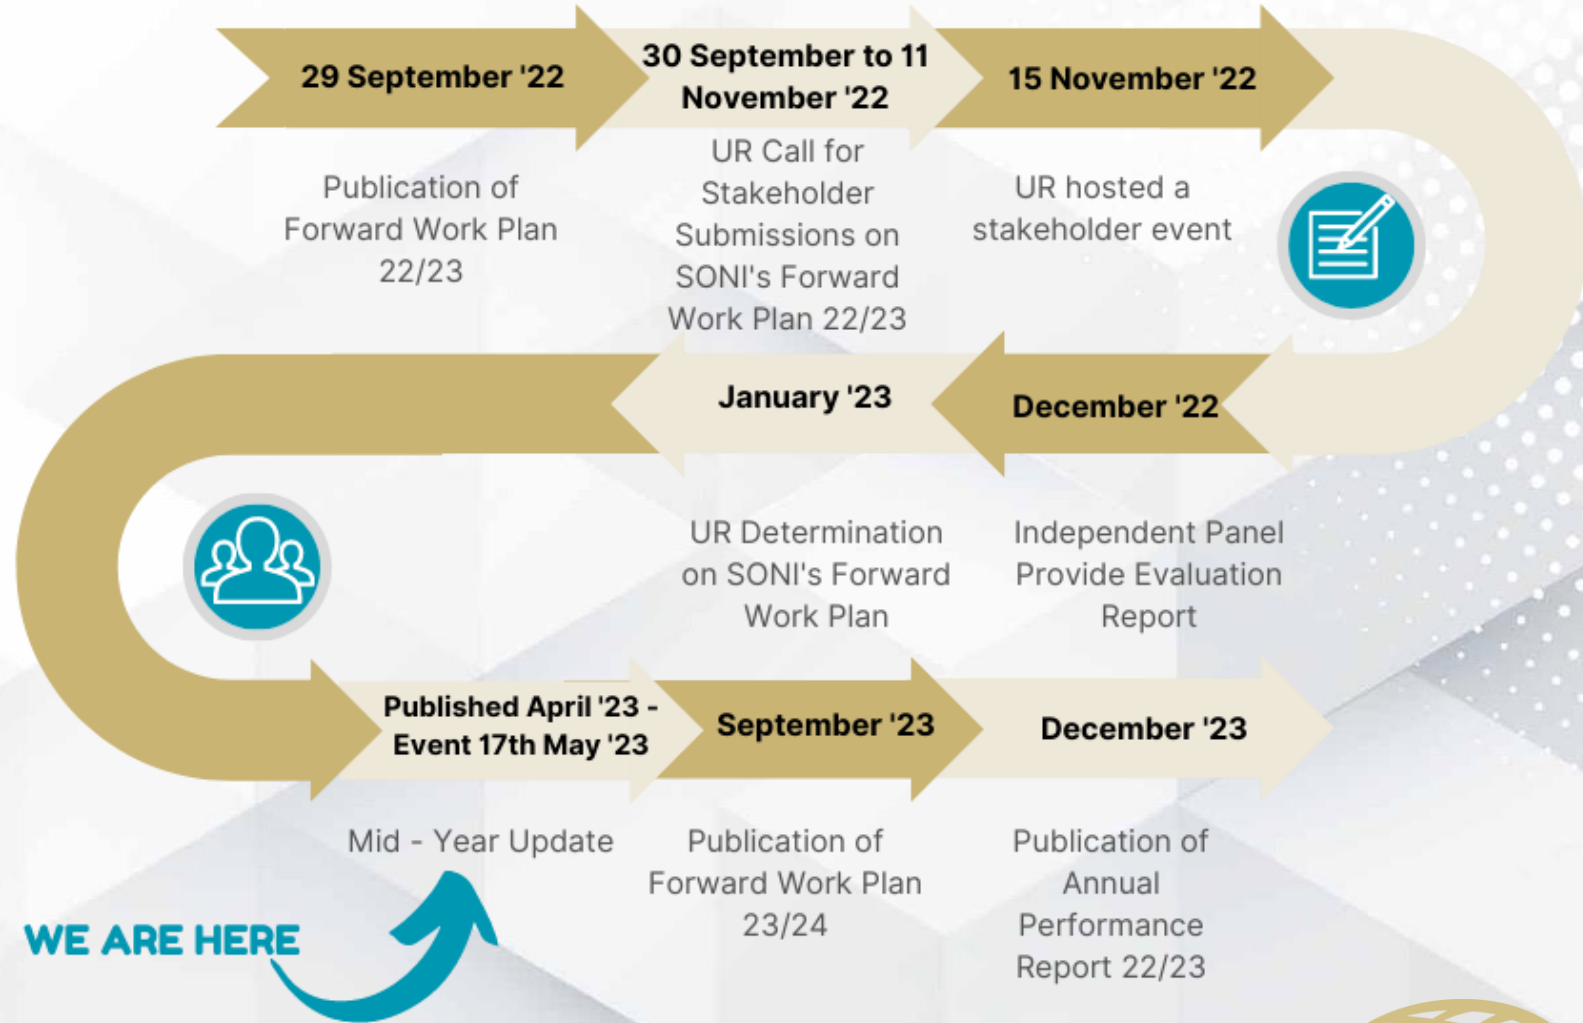 29 September '22
Publication of
Forward Work Plan
22/23
30 September to 11
November '22
UR Call for
Stakeholder
Submissions on
SONI's Forward
Work Plan 22/23
15 November '22
UR hosted a
stakeholder event
December '22
Independent Panel
Provide Evaluation
Report
January '23
UR Determination
on SONI's Forward
Work Plan
Published April '23 -
Event 17th May '23
Mid - Year Update
WE ARE HERE
September '23
Publication of
Forward Work Plan
23/24
December '23
Publication of
Annual
Performance
Report 22/23